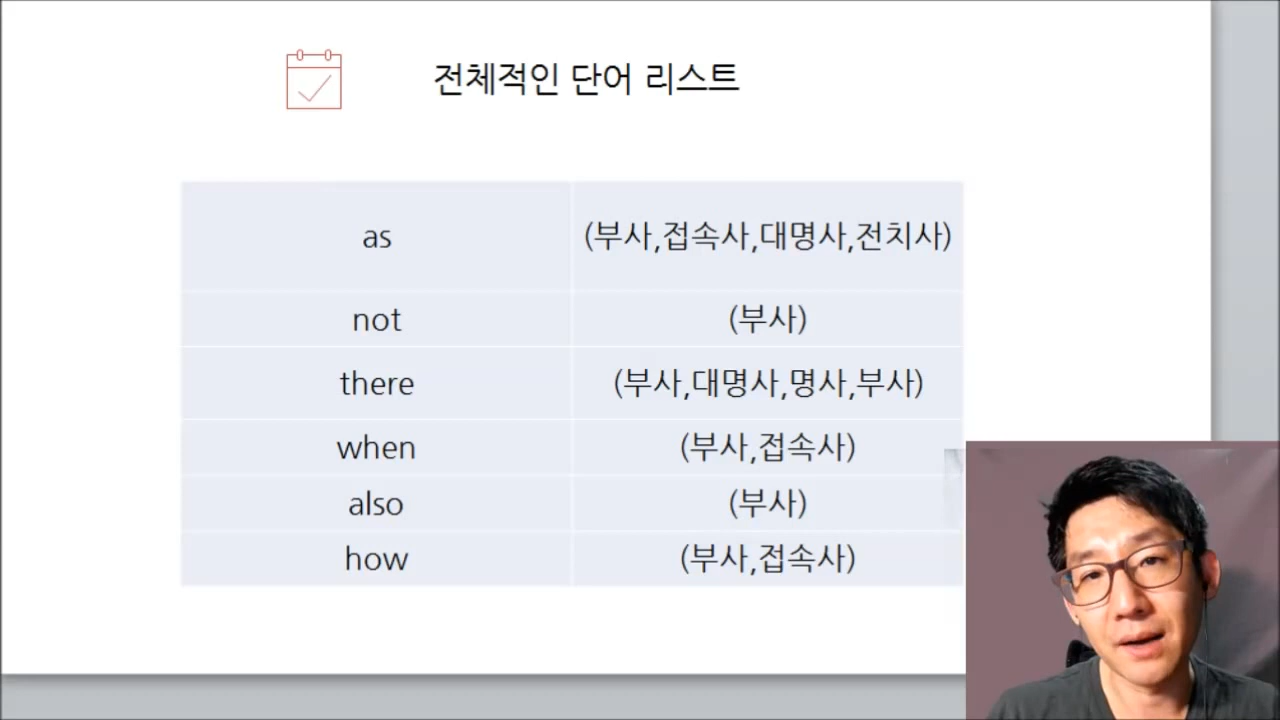 전체적인 단어 리스트
as (부사,접속사,대명사,전치사)
not (부사)
there (부사,대명사,명사,부사)
when (부사,접속사)
also (부사)
how (부사,접속사)